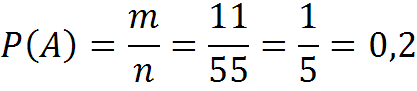 P(A) = m/n = 11/55 = 1/5 = 0,2